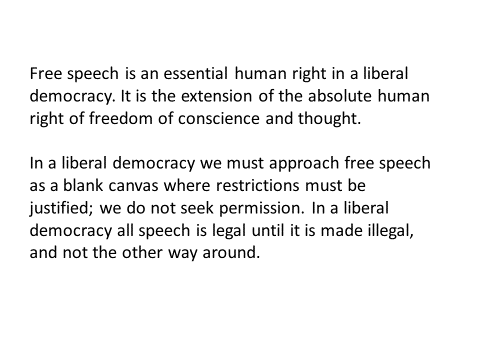 Free speech is an essential human right in a liberal
democracy. It is the extension of the absolute human
right of freedom of conscience and thought.
In a liberal democracy we must approach free speech
as a blank canvas where restrictions must be
justified; we do not seek permission. In a liberal
democracy all speech is legal until it is made illegal,
and not the other way around.